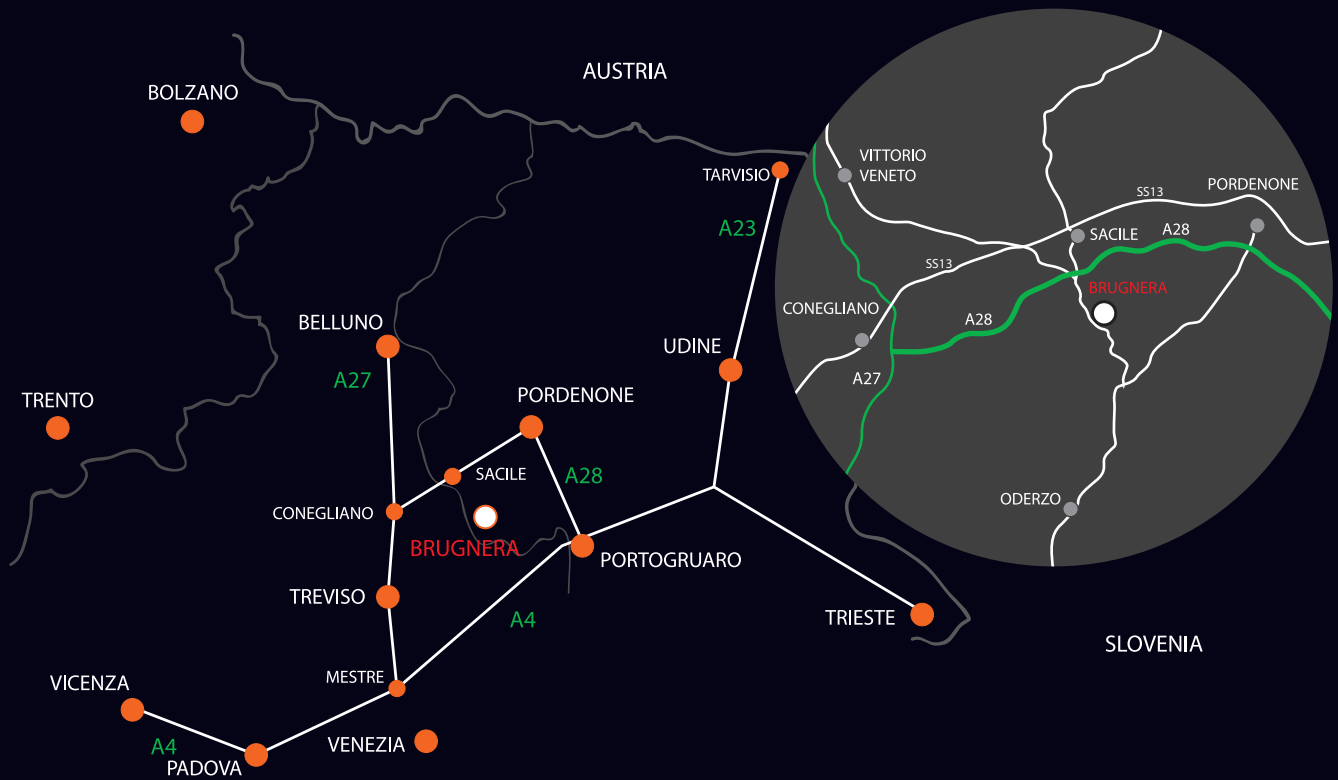 AUSTRIA
BOLZANO
TARVISIO
A23
BELLUNO
A27
UDINE
TRENTO
PORDENONE
SACILE
A28
CONEGLIANO
BRUGNERA
PORTOGRUARO
TREVISO
A4
TRIESTE
SLOVENIA
MESTRE
VICENZA
A4
VENEZIA
PADOVA
VITTORIO
VENETO
SS13
PORDENONE
SACILE
A28
SS13
BRUGNERA
CONEGLIANO
A28
A27
ODERZO